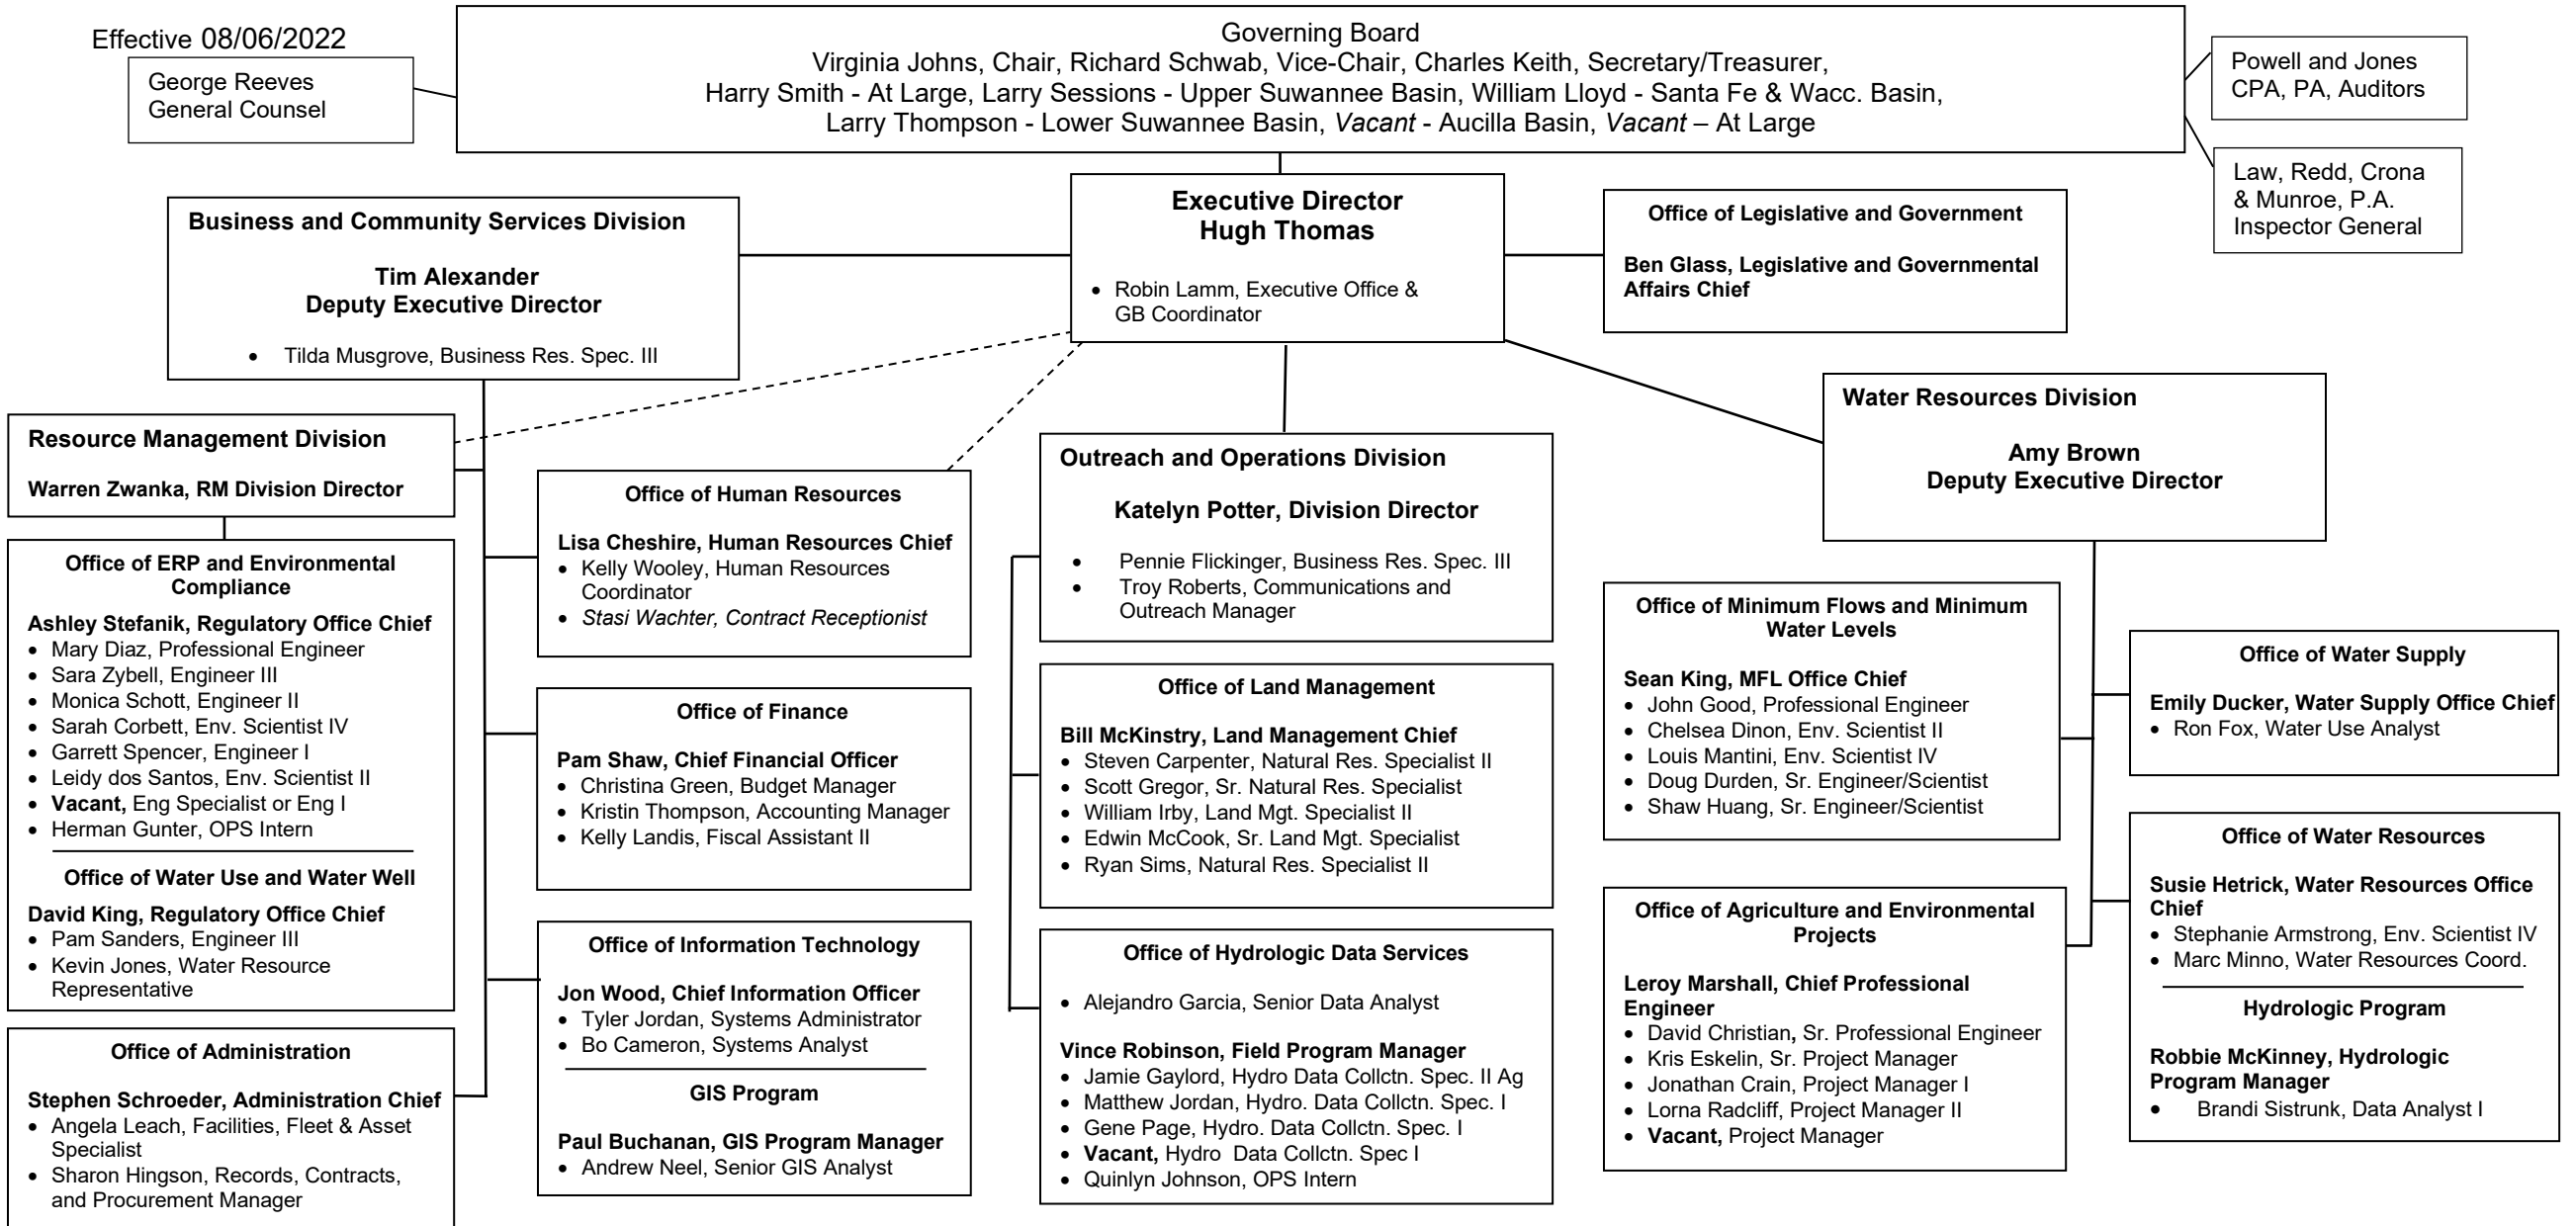 Effective 08/06/2022
George Reeves
General Counsel
Governing Board
Virginia Johns, Chair, Richard Schwab, Vice-Chair, Charles Keith, Secretary/Treasurer,
Harry Smith - At Large, Larry Sessions - Upper Suwannee Basin, William Lloyd - Santa Fe & Wacc. Basin,
Larry Thompson - Lower Suwannee Basin, Vacant - Aucilla Basin, Vacant – At Large
Powell and Jones
CPA, PA, Auditors
Law, Redd, Crona
& Munroe, P.A.
Inspector General
Business and Community Services Division
Tim Alexander
Deputy Executive Director
• Tilda Musgrove, Business Res. Spec. III
Executive Director
Hugh Thomas
• Robin Lamm, Executive Office &
GB Coordinator
Office of Legislative and Government
Ben Glass, Legislative and Governmental
Affairs Chief
Resource Management Division
Warren Zwanka, RM Division Director
Office of ERP and Environmental
Compliance
Ashley Stefanik, Regulatory Office Chief
• Mary Diaz, Professional Engineer
• Sara Zybell, Engineer III
• Monica Schott, Engineer II
• Sarah Corbett, Env. Scientist IV
• Garrett Spencer, Engineer I
• Leidy dos Santos, Env. Scientist II
• Vacant, Eng Specialist or Eng I
• Herman Gunter, OPS Intern
Office of Water Use and Water Well
David King, Regulatory Office Chief
• Pam Sanders, Engineer III
• Kevin Jones, Water Resource
Representative
Office of Administration
Stephen Schroeder, Administration Chief
• Angela Leach, Facilities, Fleet & Asset
Specialist
• Sharon Hingson, Records, Contracts,
and Procurement Manager
Office of Human Resources
Lisa Cheshire, Human Resources Chief
• Kelly Wooley, Human Resources
Coordinator
• Stasi Wachter, Contract Receptionist
Office of Finance
Pam Shaw, Chief Financial Officer
• Christina Green, Budget Manager
• Kristin Thompson, Accounting Manager
• Kelly Landis, Fiscal Assistant II
Office of Information Technology
Jon Wood, Chief Information Officer
• Tyler Jordan, Systems Administrator
• Bo Cameron, Systems Analyst
GIS Program
Paul Buchanan, GIS Program Manager
• Andrew Neel, Senior GIS Analyst
Outreach and Operations Division
Katelyn Potter, Division Director
• Pennie Flickinger, Business Res. Spec. III
• Troy Roberts, Communications and
Outreach Manager
Office of Land Management
Bill McKinstry, Land Management Chief
• Steven Carpenter, Natural Res. Specialist II
• Scott Gregor, Sr. Natural Res. Specialist
• William Irby, Land Mgt. Specialist II
• Edwin McCook, Sr. Land Mgt. Specialist
• Ryan Sims, Natural Res. Specialist II
Office of Hydrologic Data Services
• Alejandro Garcia, Senior Data Analyst
Vince Robinson, Field Program Manager
• Jamie Gaylord, Hydro Data Collctn. Spec. II Ag
• Matthew Jordan, Hydro. Data Collctn. Spec. I
• Gene Page, Hydro. Data Collctn. Spec. I
• Vacant, Hydro Data Collctn. Spec I
• Quinlyn Johnson, OPS Intern
Water Resources Division
Amy Brown
Deputy Executive Director
Office of Minimum Flows and Minimum
Water Levels
Sean King, MFL Office Chief
• John Good, Professional Engineer
• Chelsea Dinon, Env. Scientist II
• Louis Mantini, Env. Scientist IV
• Doug Durden, Sr. Engineer/Scientist
• Shaw Huang, Sr. Engineer/Scientist
Office of Agriculture and Environmental
Projects
Leroy Marshall, Chief Professional
Engineer
• David Christian, Sr. Professional Engineer
• Kris Eskelin, Sr. Project Manager
• Jonathan Crain, Project Manager I
• Lorna Radcliff, Project Manager II
• Vacant, Project Manager
Office of Water Supply
Emily Ducker, Water Supply Office Chief
• Ron Fox, Water Use Analyst
Office of Water Resources
Susie Hetrick, Water Resources Office
Chief
• Stephanie Armstrong, Env. Scientist IV
• Marc Minno, Water Resources Coord.
Hydrologic Program
Robbie McKinney, Hydrologic
Program Manager
• Brandi Sistrunk, Data Analyst I